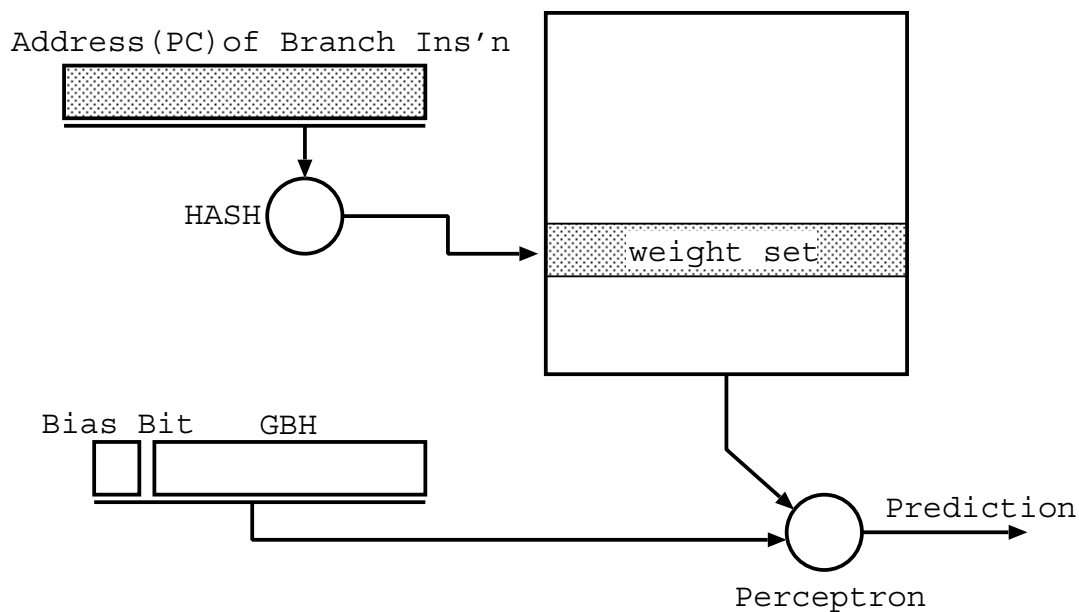 Address(PC)of Branch Ins'n
HASH
weight set
Bias Bit GBH
Prediction
Perceptron